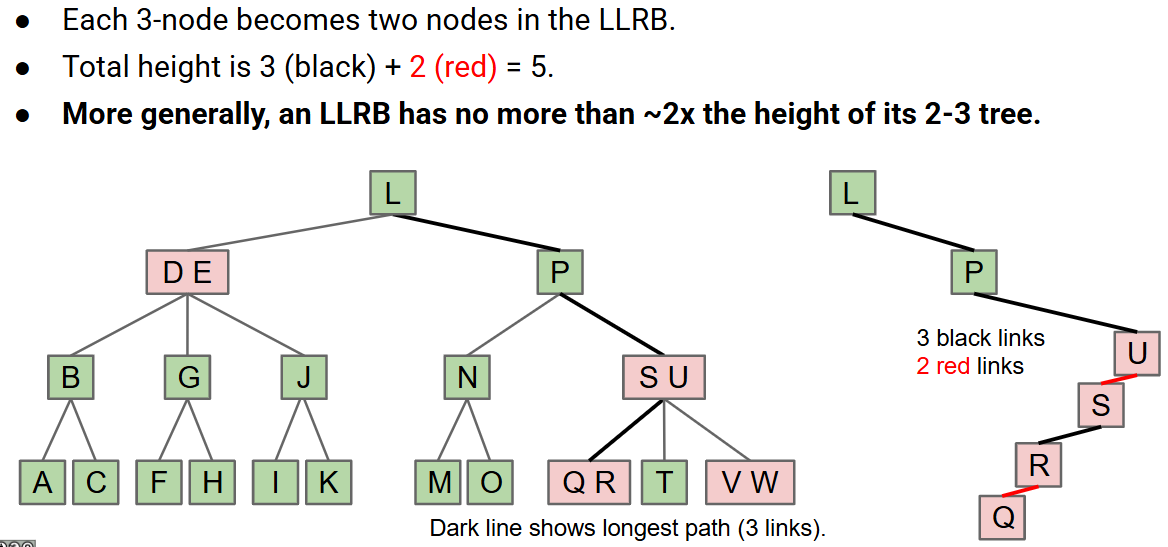 ● Each 3-node becomes two nodes in the LLRB.
● Total height is 3 (black) + 2 (red) = 5.
● More generally, an LLRB has no more than ~2x the height of its 2-3 tree.
L
D E
P
B
G
J
N
S U
A
C
F
H
I
K
M
O
Q R
T
V W
Dark line shows longest path (3 links).
L
P
3 black links
2 red links
U
S
R
Q